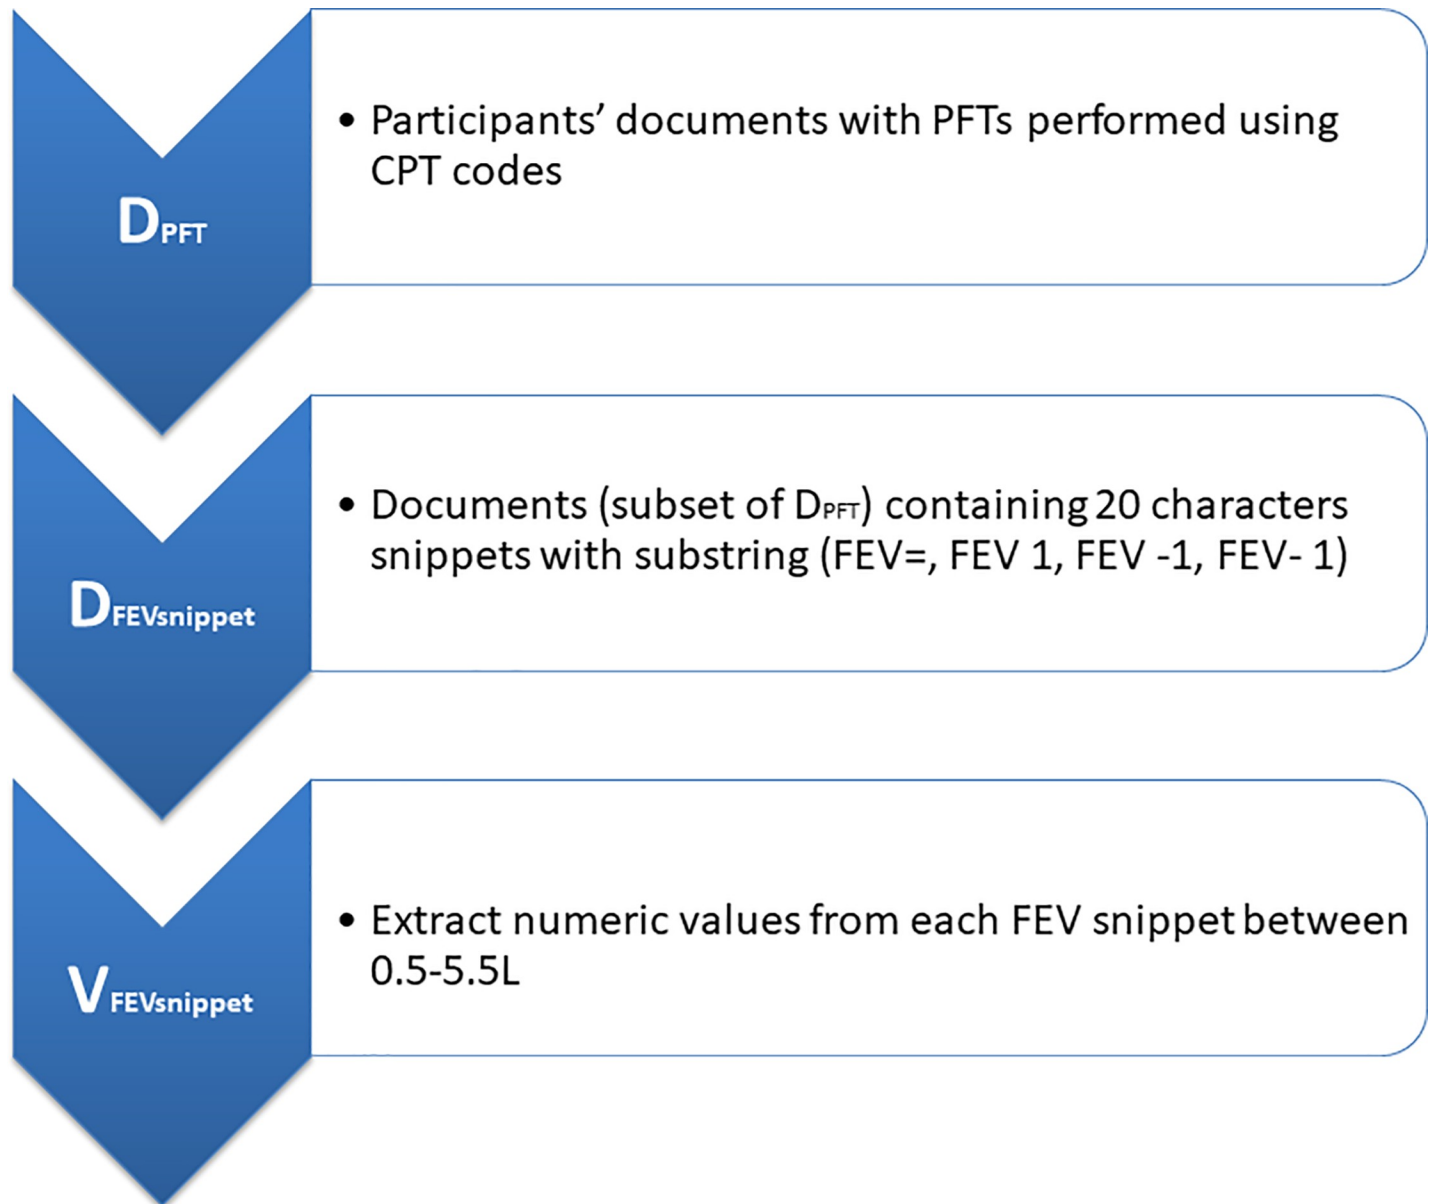 DPFT
• Participants’ documents with PFTs performed using
CPT codes
DFEVsnippet
• Documents (subset of DPFT) containing 20 characters
snippets with substring (FEV=, FEV 1, FEV -1, FEV- 1)
VFEVsnippet
• Extract numeric values from each FEV snippet between
0.5-5.5L